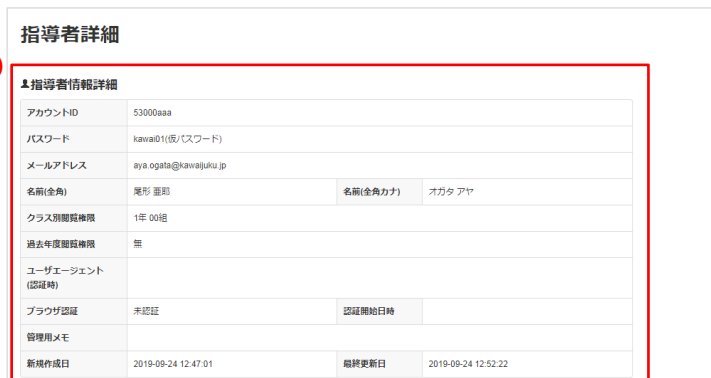 指導者詳細
指導者情報詳細
アカウントID 53000aaa
パスワード kawai01(仮パスワード)
メールアドレス aya.ogata@kawaijuku.jp
名前(全角) 尾形 亜耶 名前(全角カナ) オガタ アヤ
クラス別閲覧権限 1年 00組
過去年度閲覧権限 無
ユーザエージェント
(認証時)
ブラウザ認証 未認証 認証開始日時
管理用メモ
新規作成日 2019-09-24 12:47:01 最終更新日 2019-09-24 12:52:22